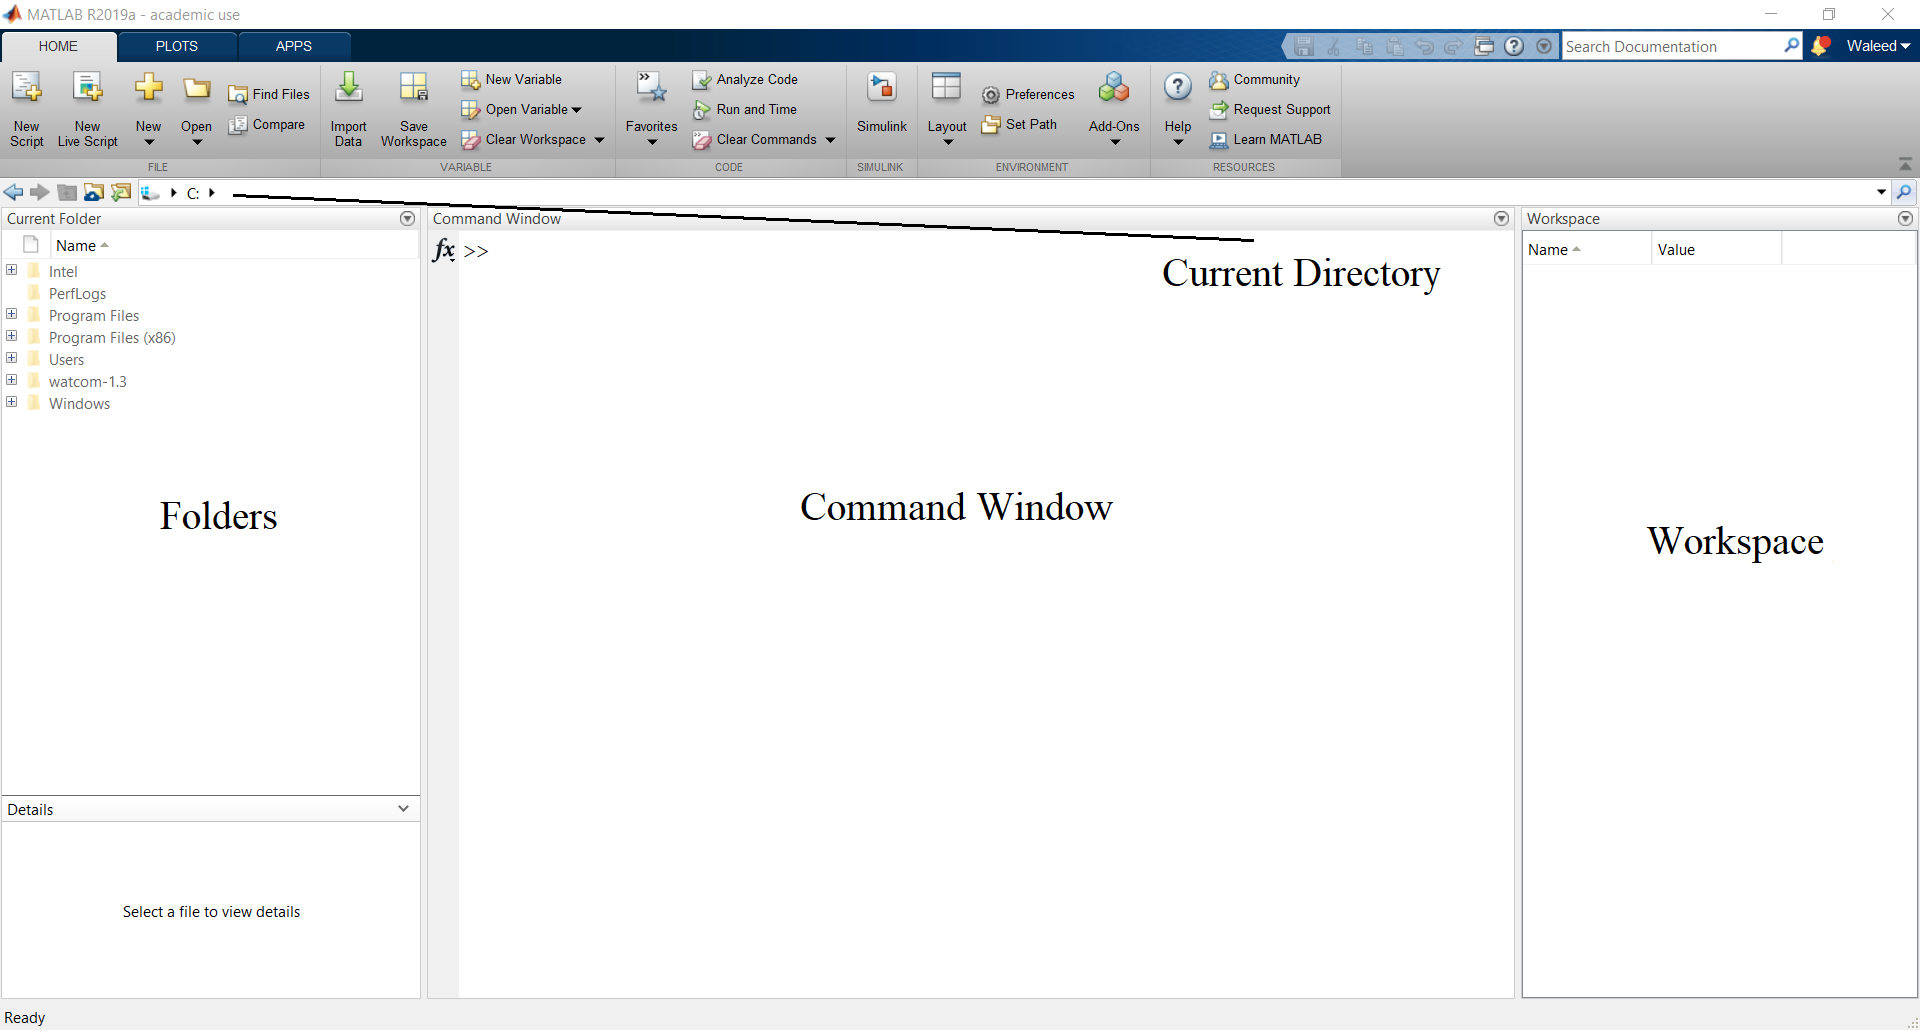 MATLAB R2019a - academic use
HOME PLOTS APPS
Search Documentation
Waleed
New Script
New Live Script
New
Open
Find Files
Compare
FILE
Import Data
Save Workspace
New Variable
Open Variable
Clear Workspace
VARIABLE
Favorites
Analyze Code
Run and Time
Clear Commands
CODE
Simulink
SIMULINK
Layout
Preferences
Set Path
Add-Ons
ENVIRONMENT
Help
Community
Request Support
Learn MATLAB
RESOURCES
C:
Current Folder
Name
Intel
PerfLogs
Program Files
Program Files (x86)
Users
watcom-1.3
Windows
Folders
Details
Select a file to view details
Command Window
fx >>
Current Directory
Command Window
Workspace
Name Value
Workspace
Ready